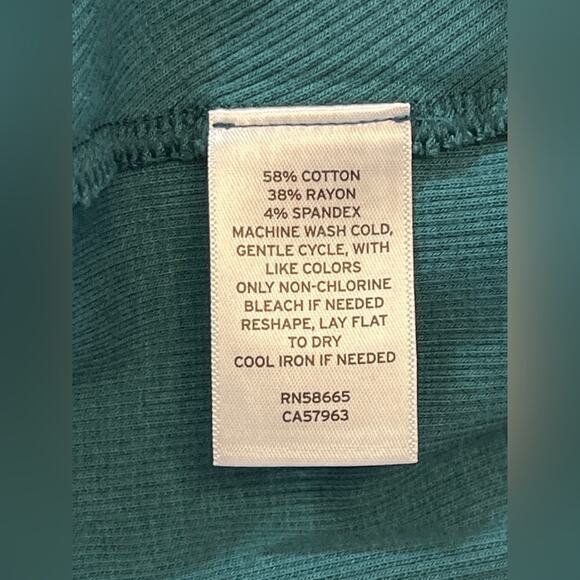 58% COTTON
38% RAYON
4% SPANDEX
MACHINE WASH COLD,
GENTLE CYCLE, WITH
LIKE COLORS
ONLY NON-CHLORINE
BLEACH IF NEEDED
RESHAPE, LAY FLAT
TO DRY
COOL IRON IF NEEDED
RN58665
CA57963